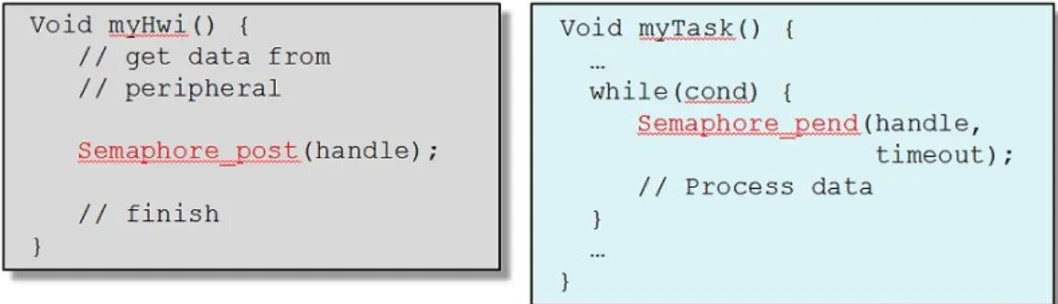 Void myHwi() {
// get data from
// peripheral
Semaphore_post(handle);
// finish
}
Void myTask() {
…
while(cond) {
Semaphore_pend(handle,
timeout);
// Process data
}
…
}